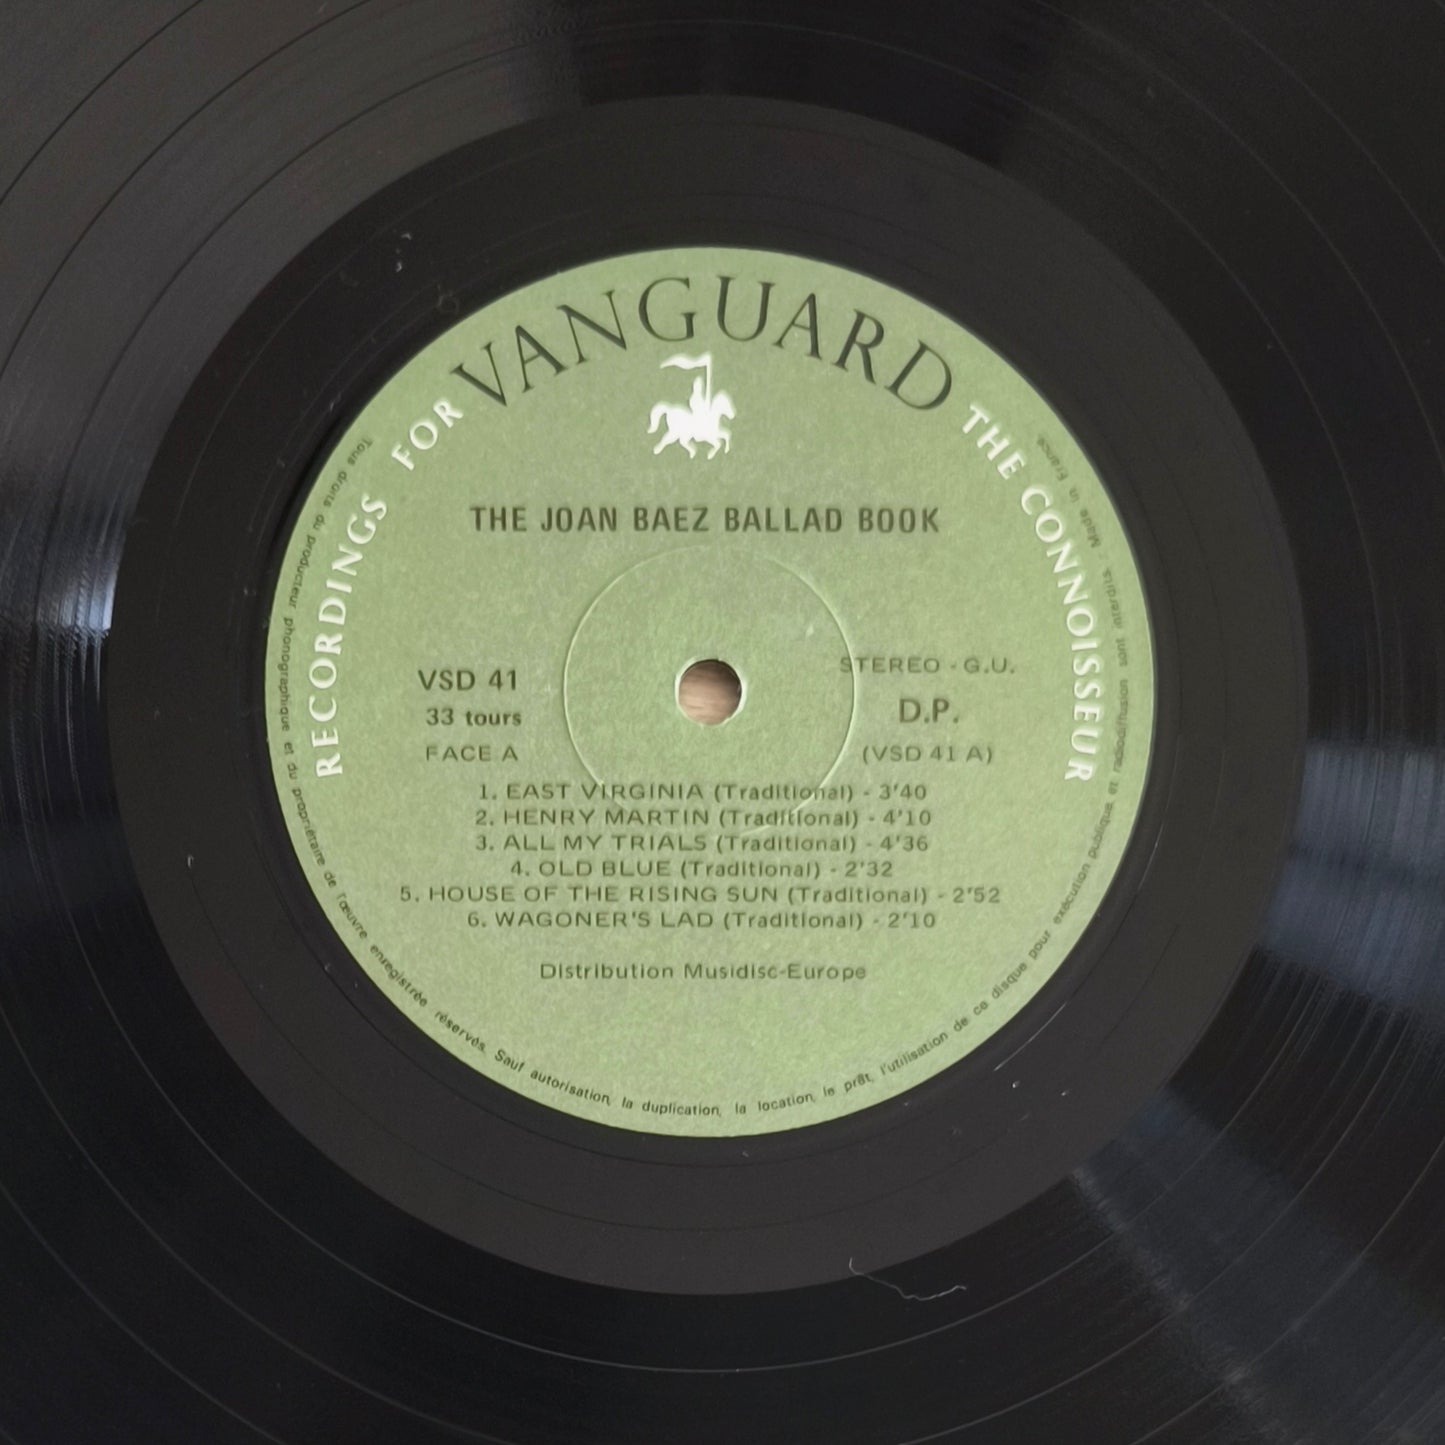 VANGUARD
RECORDINGS FOR THE CONNOISSEUR
THE JOAN BAEZ BALLAD BOOK
VSD 41
33 tours
FACE A
STEREO - G.U.
D.P.
(VSD 41 A)
1. EAST VIRGINIA (Traditional) - 3'40
2. HENRY MARTIN (Traditional) - 4'10
3. ALL MY TRIALS (Traditional) - 4'36
4. OLD BLUE (Traditional) - 2'32
5. HOUSE OF THE RISING SUN (Traditional) - 2'52
6. WAGONER'S LAD (Traditional) - 2'10
Distribution Musidisc-Europe
Tous droits du producteur phonographique et du propriétaire de l'œuvre enregistrée réservés. Sauf autorisation, la duplication, la location, le prêt, l'utilisation de ce disque pour exécution publique et radiodiffusion sont interdits. Made in France